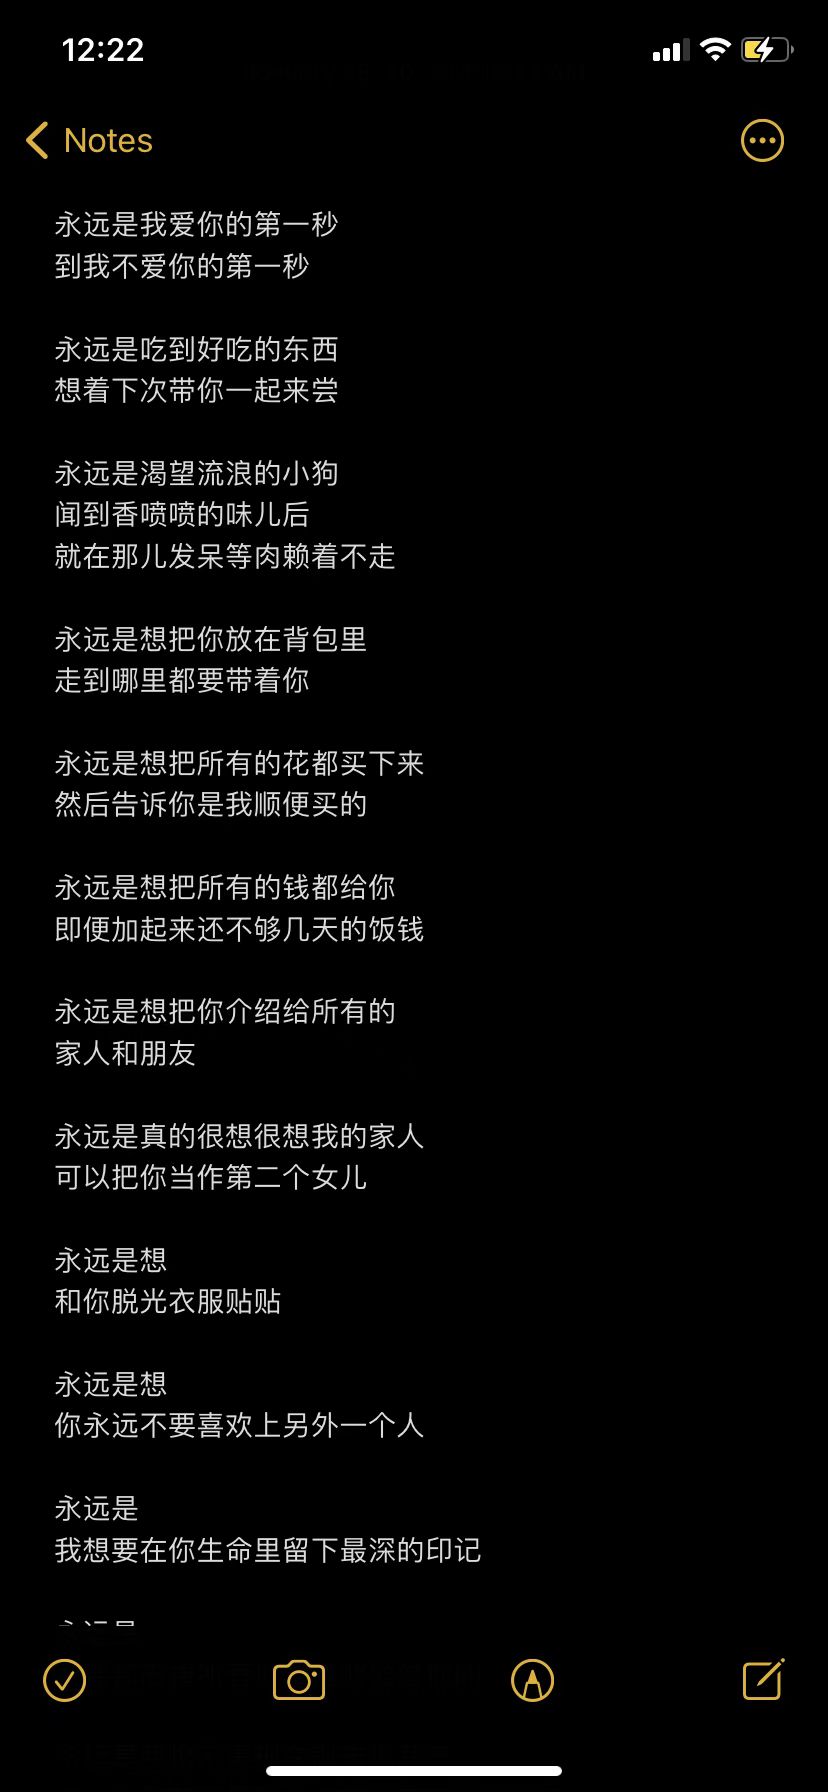 12:22
Notes
永远是我爱你的第一秒
到我不爱你的第一秒
永远是吃到好吃的东西
想着下次带你一起来尝
永远是渴望流浪的小狗
闻到香喷喷的味儿后
就在那儿发呆等肉赖着不走
永远是想把你放在背包里
走到哪里都要带着你
永远是想把所有的花都买下来
然后告诉你是我顺便买的
永远是想把所有的钱都给你
即便加起来还不够几天的饭钱
永远是想把你介绍给所有的
家人和朋友
永远是真的很想很想我的家人
可以把你当作第二个女儿
永远是想
和你脱光衣服贴贴
永远是想
你永远不要喜欢上另外一个人
永远是
我想要在你生命里留下最深的印记